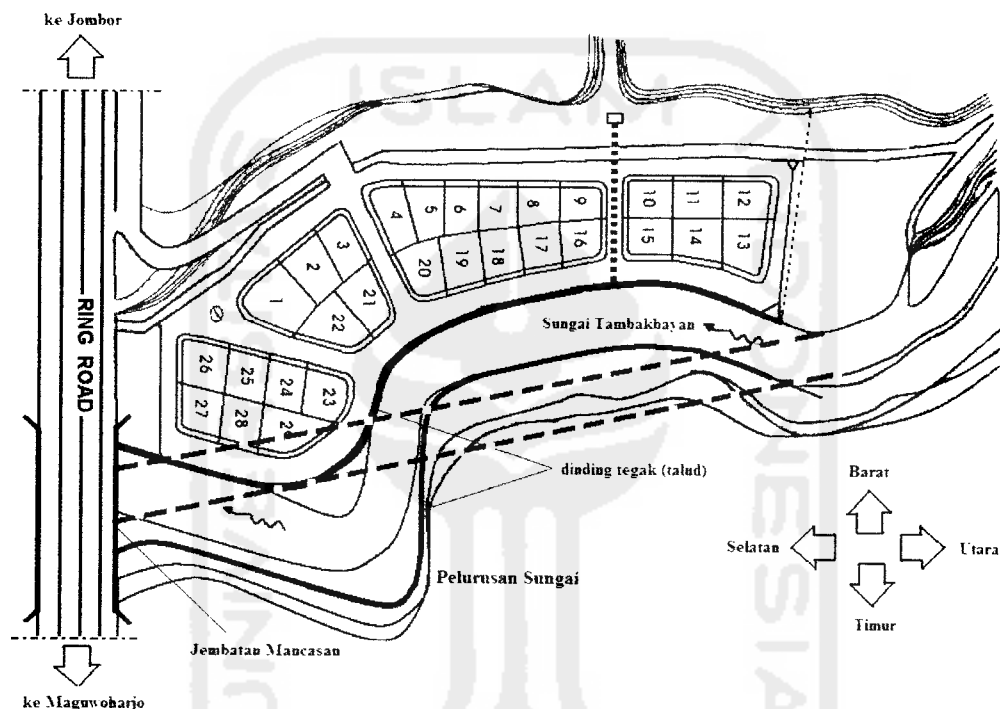 ke Jombor
ISLAM
RING ROAD
4
5
6
7
8
9
10
11
12
3
2
1
20
19
18
17
16
15
14
13
21
22
26
25
24
23
27
28
2
Sungai Tambakbayan
dinding tegak (talud)
Barat
Selatan
Utara
Timur
Pelurusan Sungai
Jembatan Mancasan
ke Maguwoharjo